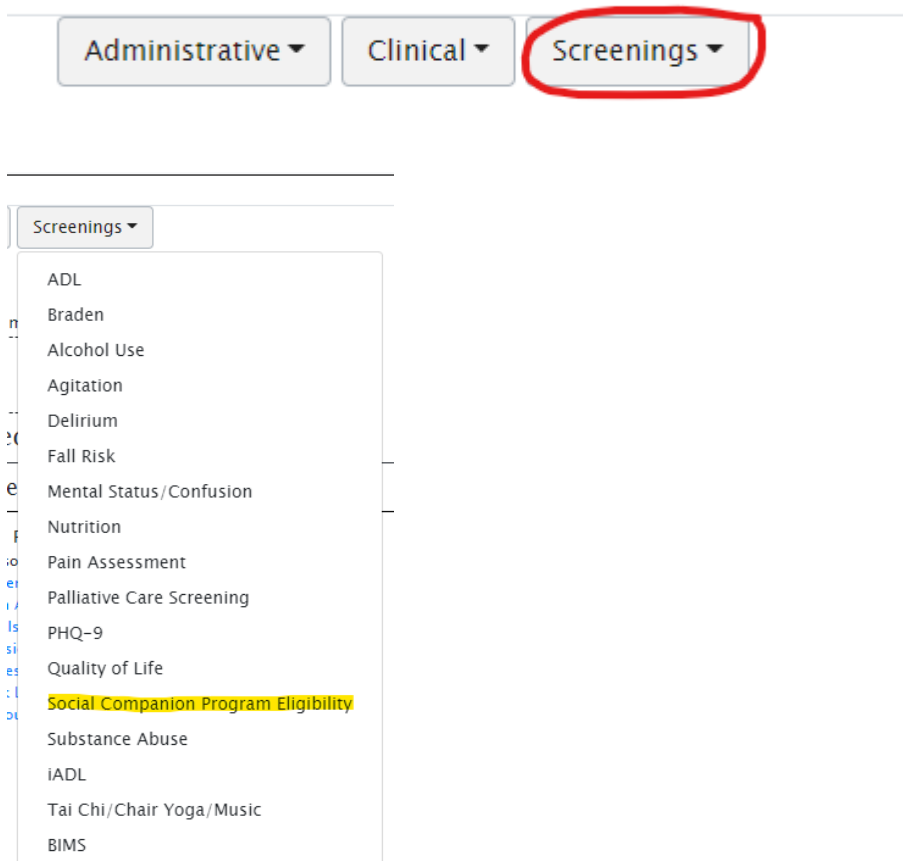 Administrative Clinical Screenings
Screenings
ADL
Braden
Alcohol Use
Agitation
Delirium
Fall Risk
Mental Status/Confusion
Nutrition
Pain Assessment
Palliative Care Screening
PHQ-9
Quality of Life
Social Companion Program Eligibility
Substance Abuse
iADL
Tai Chi/Chair Yoga/Music
BIMS